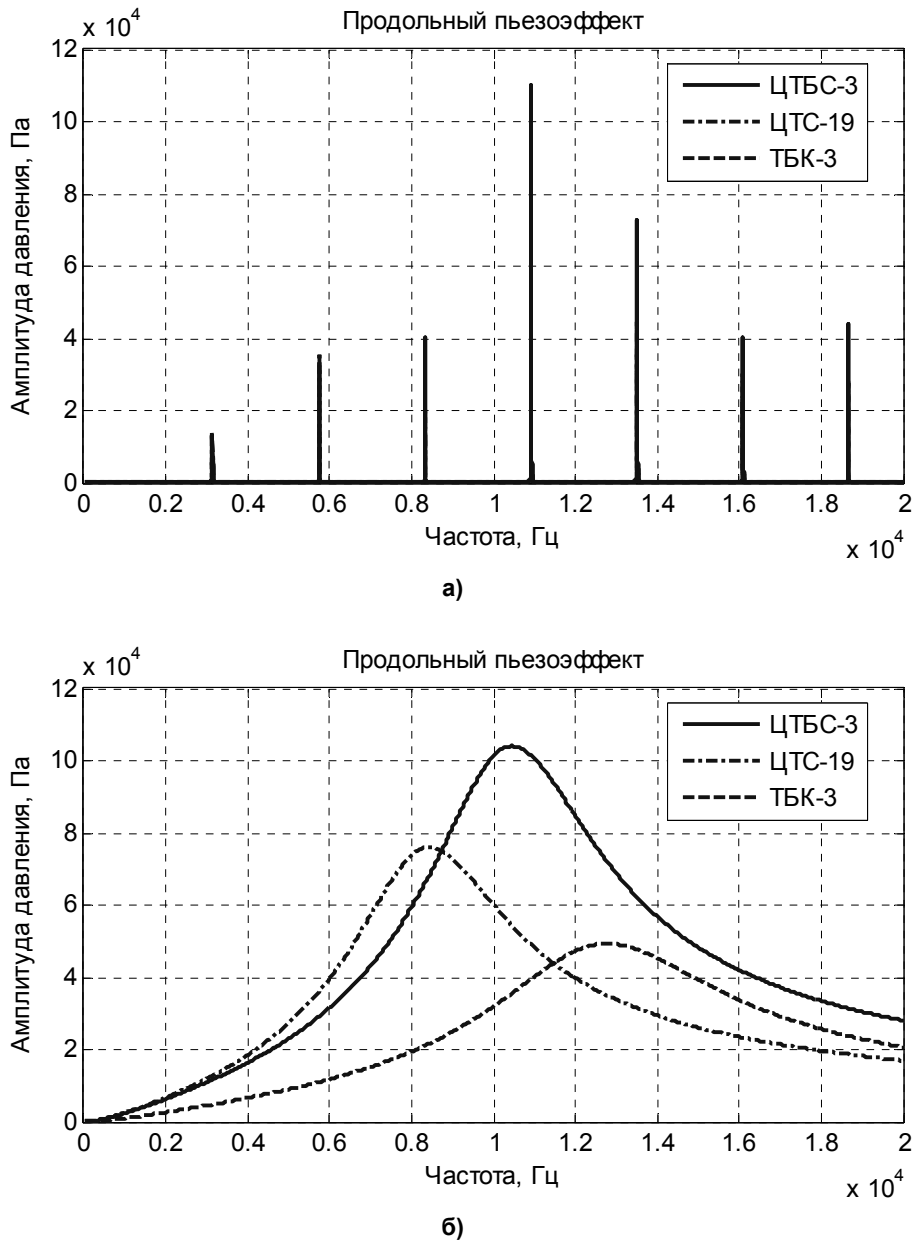 Продольный пьезоэффект
x 10^4
12
10
8
6
4
2
0
Амплитуда давления, Па
ЦТБС-3
ЦТС-19
ТБК-3
0 0.2 0.4 0.6 0.8 1 1.2 1.4 1.6 1.8 2
Частота, Гц
x 10^4
а)
Продольный пьезоэффект
x 10^4
12
10
8
6
4
2
0
Амплитуда давления, Па
ЦТБС-3
ЦТС-19
ТБК-3
0 0.2 0.4 0.6 0.8 1 1.2 1.4 1.6 1.8 2
Частота, Гц
x 10^4
б)